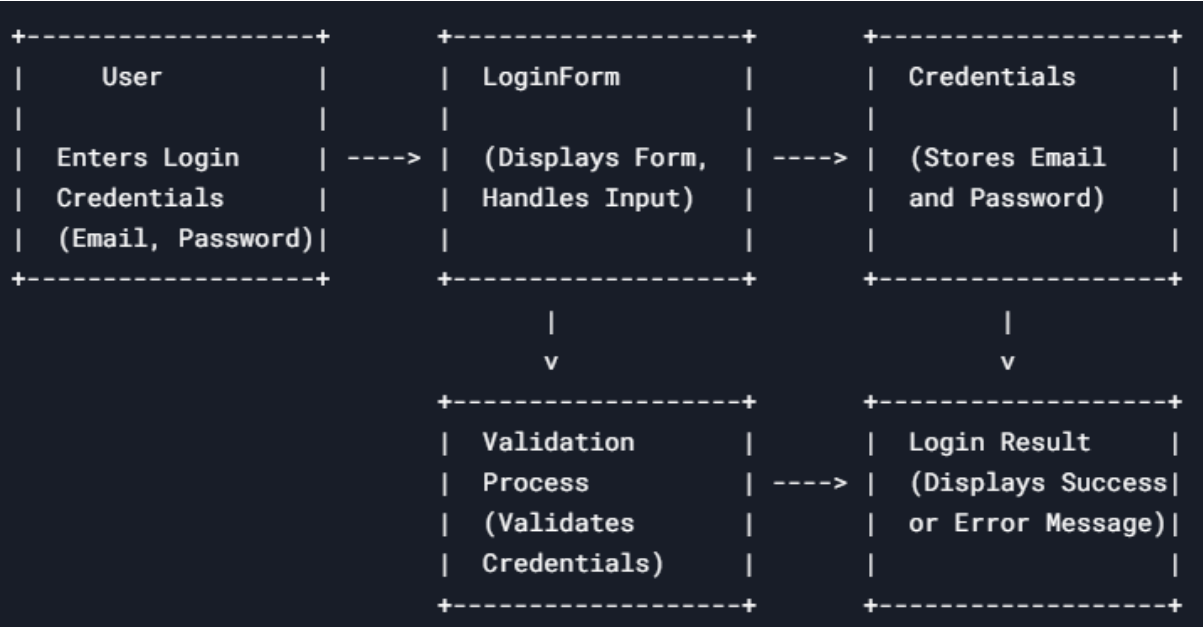 +-------------------+       +-------------------+       +-------------------+
|     User          |       |  LoginForm        |       |  Credentials      |
|                   |       |                   |       |                   |
|  Enters Login     | ----> |  (Displays Form,  | ----> |  (Stores Email    |
|  Credentials      |       |  Handles Input)   |       |  and Password)    |
|  (Email, Password)|       |                   |       |                   |
+-------------------+       +-------------------+       +-------------------+
                                   |                             |
                                   v                             v
                            +-------------------+       +-------------------+
                            |  Validation       |       |  Login Result     |
                            |  Process          | ----> |  (Displays Success|
                            |  (Validates       |       |  or Error Message)|
                            |  Credentials)     |       |                   |
                            +-------------------+       +-------------------+